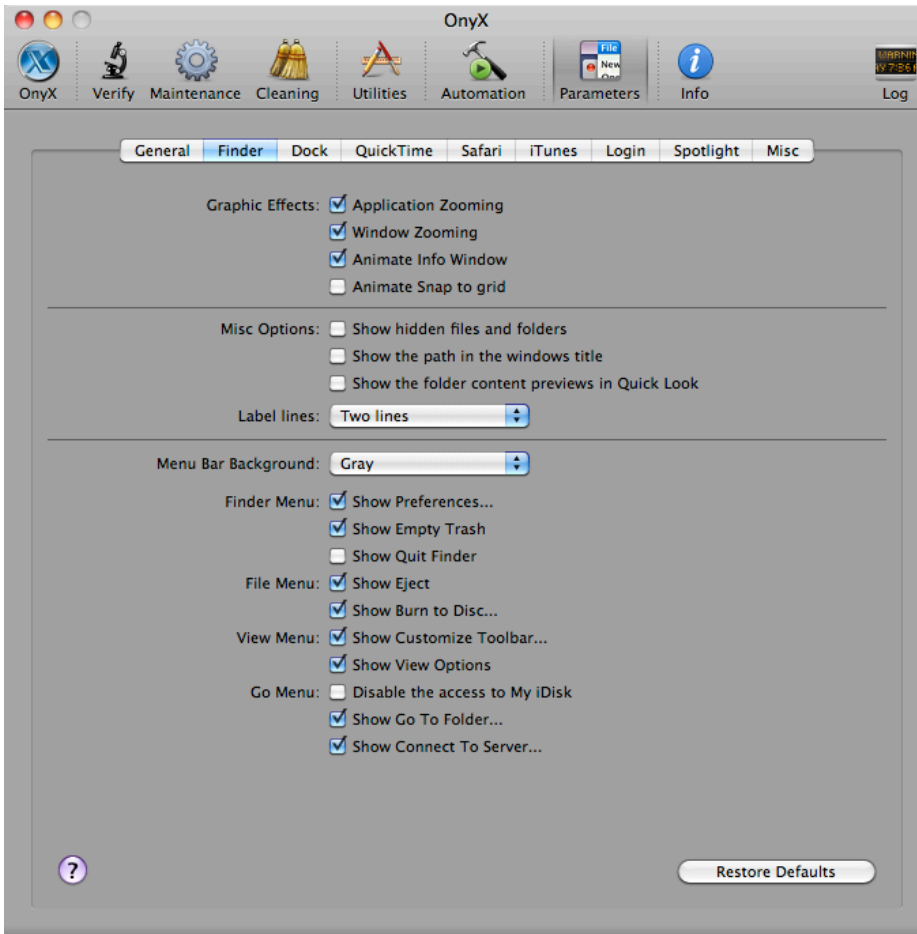 OnyX
OnyX Verify Maintenance Cleaning Utilities Automation Parameters Info Log
File
New
General Finder Dock QuickTime Safari iTunes Login Spotlight Misc
Graphic Effects: Application Zooming
Window Zooming
Animate Info Window
Animate Snap to grid
Misc Options: Show hidden files and folders
Show the path in the windows title
Show the folder content previews in Quick Look
Label lines: Two lines
Menu Bar Background: Gray
Finder Menu: Show Preferences...
Show Empty Trash
Show Quit Finder
File Menu: Show Eject
Show Burn to Disc...
View Menu: Show Customize Toolbar...
Show View Options
Go Menu: Disable the access to My iDisk
Show Go To Folder...
Show Connect To Server...
? Restore Defaults